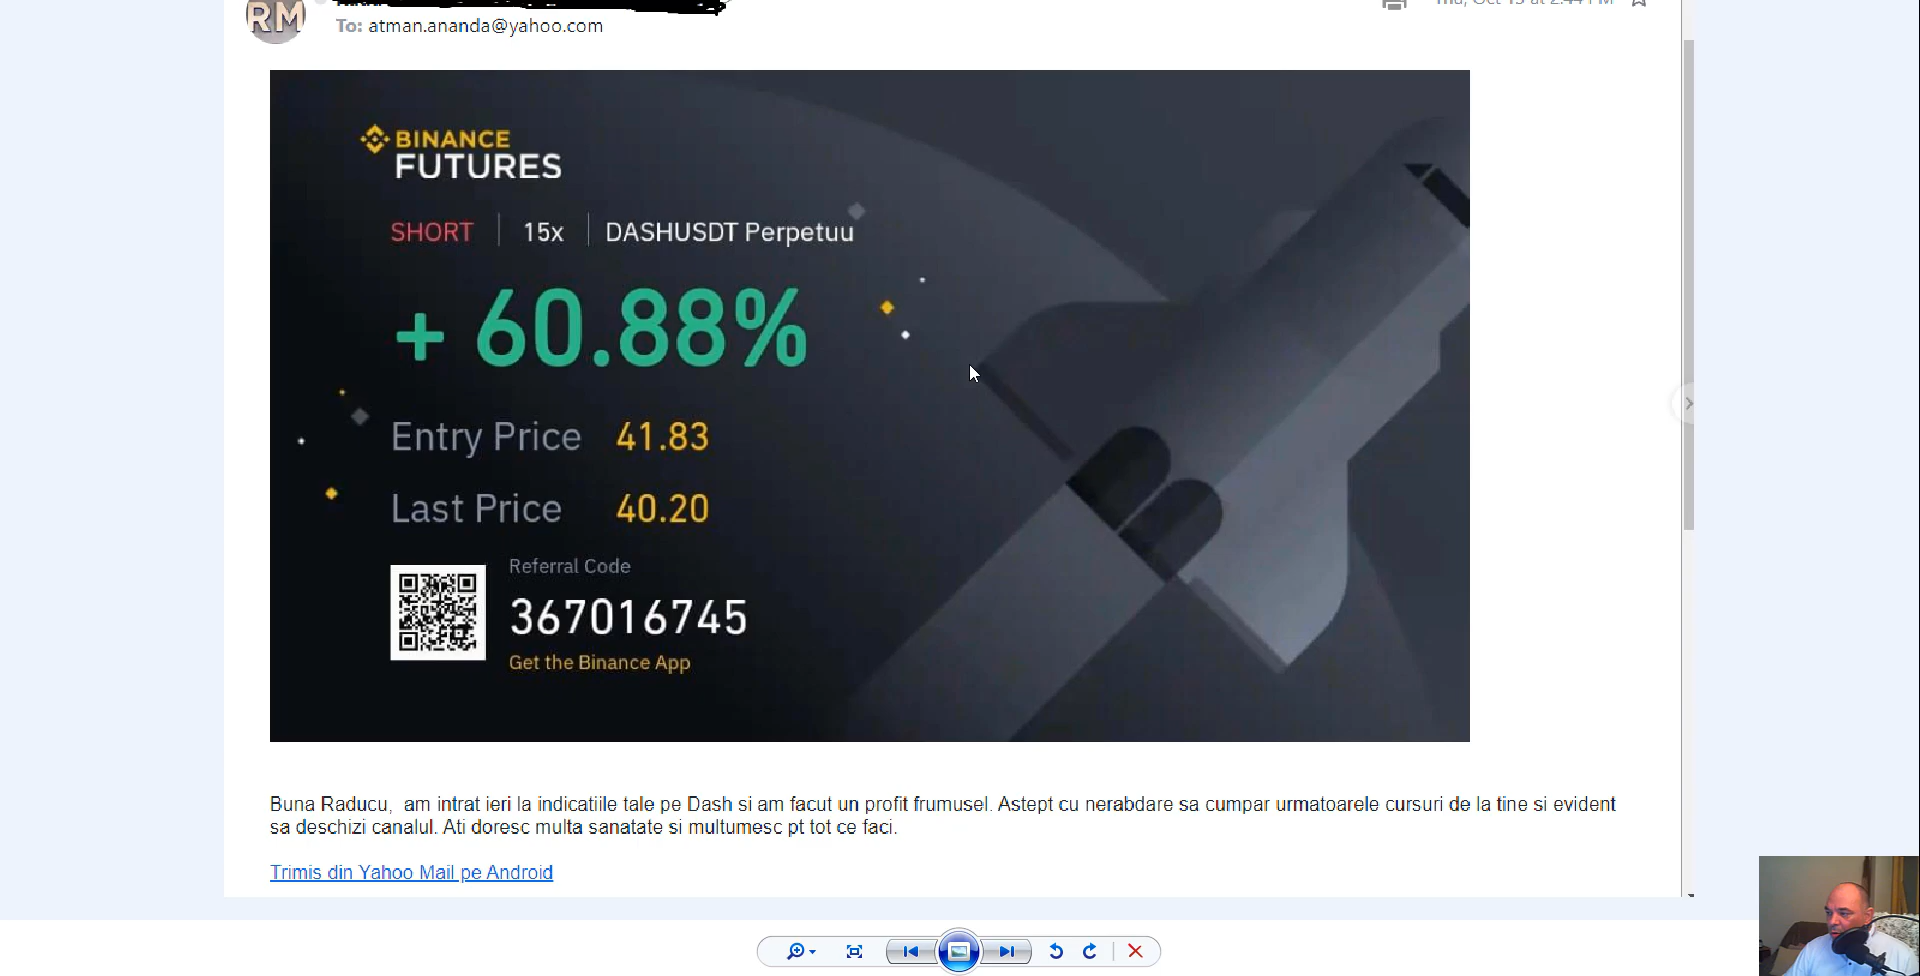 RM
To: atman.ananda@yahoo.com
BINANCE
FUTURES
SHORT 15x DASHUSDT Perpetuu
+ 60.88%
Entry Price 41.83
Last Price 40.20
Referral Code
367016745
Get the Binance App
Buna Raducu, am intrat ieri la indicatiile tale pe Dash si am facut un profit frumusel. Astept cu nerabdare sa cumpar urmatoarele cursuri de la tine si evident
sa deschizi canalul. Ati doresc multa sanatate si multumesc pt tot ce faci.
Trimis din Yahoo Mail pe Android